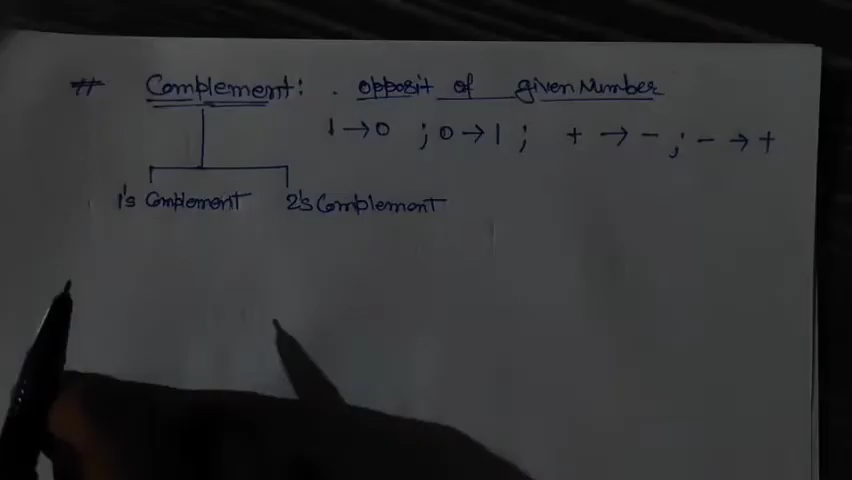 # Complement: . opposit of given Number
1 → 0 ; 0 → 1 ; + → - ; - → +
1's Complement 2's Complement